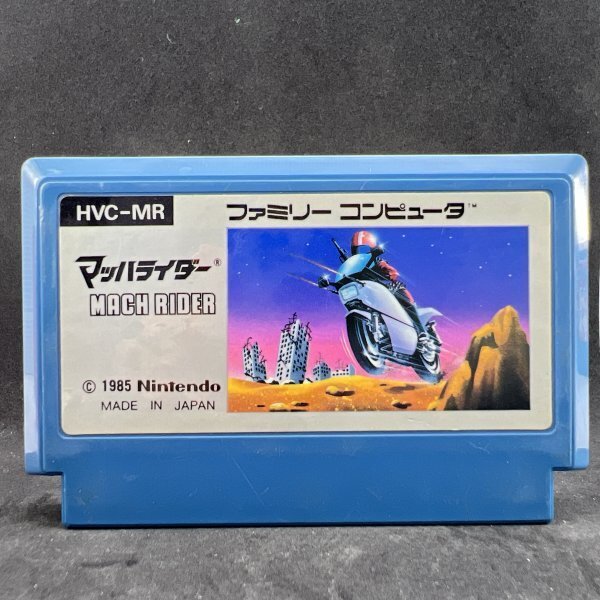 HVC-MR
ファミリー コンピュータ™
マッハライダー®
MACH RIDER
© 1985 Nintendo
MADE IN JAPAN